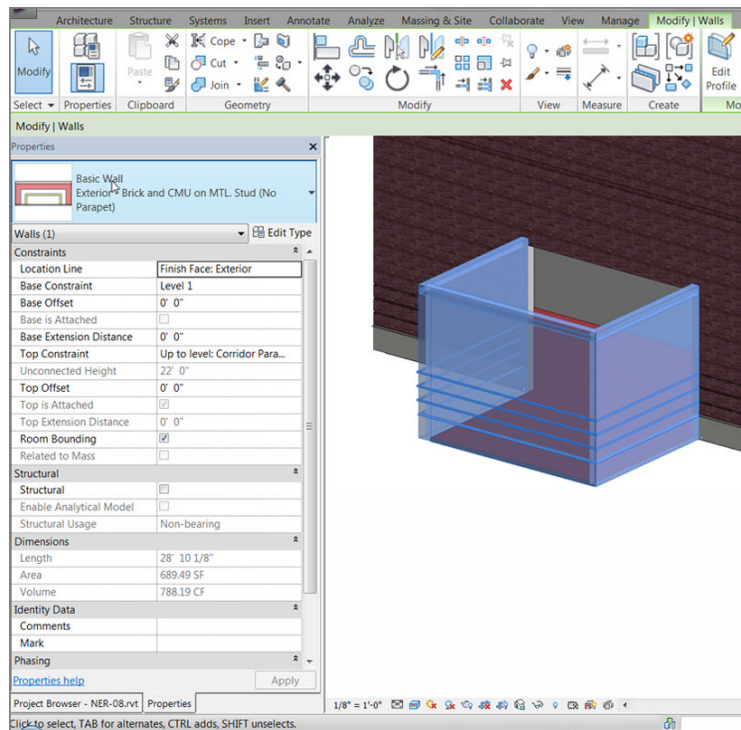 Architecture Structure Systems Insert Annotate Analyze Massing & Site Collaborate View Manage Modify | Walls
Modify
Paste
Cope
Cut
Join
Edit
Profile
Select Properties Clipboard Geometry Modify View Measure Create Mo
Modify | Walls
Properties
Basic Wall
Exterior - Brick and CMU on MTL. Stud (No
Parapet)
Walls (1) Edit Type
Constraints
Location Line Finish Face: Exterior
Base Constraint Level 1
Base Offset 0' 0"
Base is Attached
Base Extension Distance 0' 0"
Top Constraint Up to level: Corridor Para...
Unconnected Height 22' 0"
Top Offset 0' 0"
Top is Attached
Top Extension Distance 0' 0"
Room Bounding
Related to Mass
Structural
Structural
Enable Analytical Model
Structural Usage Non-bearing
Dimensions
Length 28' 10 1/8"
Area 689.49 SF
Volume 788.19 CF
Identity Data
Comments
Mark
Phasing
Properties help Apply
Project Browser - NER-08.rvt Properties
1/8" = 1'-0"
Click to select, TAB for alternates, CTRL adds, SHIFT unselects.